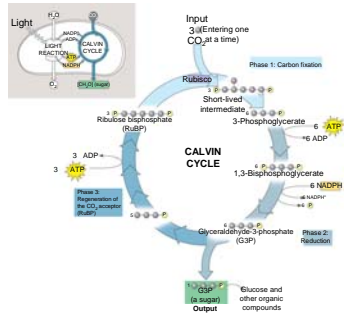 Light
H₂O
CO₂
NADP⁺
ADP
LIGHT
REACTION
ATP
NADPH
CALVIN
CYCLE
O₂
[CH₂O] (sugar)
Input
3 (Entering one
CO₂ at a time)
Phase 1: Carbon fixation
Rubisco
3 P P
Short-lived
intermediate
3 P P
Ribulose bisphosphate
(RuBP)
6 P
3-Phosphoglycerate
6 ATP
6 ADP
3 ADP
3 ATP
CALVIN
CYCLE
6 P P
1,3-Bisphosphoglycerate
6 NADPH
6 NADP⁺
6 P
Phase 3:
Regeneration of
the CO₂ acceptor
(RuBP)
5 P
6 P
Glyceraldehyde-3-phosphate
(G3P)
Phase 2:
Reduction
1 P
G3P
(a sugar)
Output
Glucose and
other organic
compounds